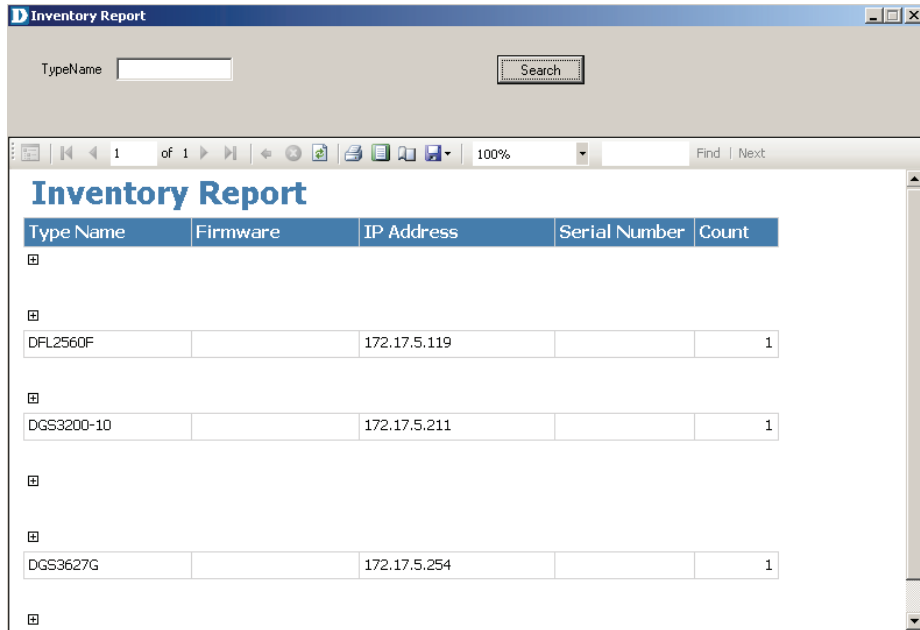 D Inventory Report
TypeName Search
1 of 1 100% Find | Next
Inventory Report
Type Name Firmware IP Address Serial Number Count
DFL2560F 172.17.5.119 1
DGS3200-10 172.17.5.211 1
DGS3627G 172.17.5.254 1